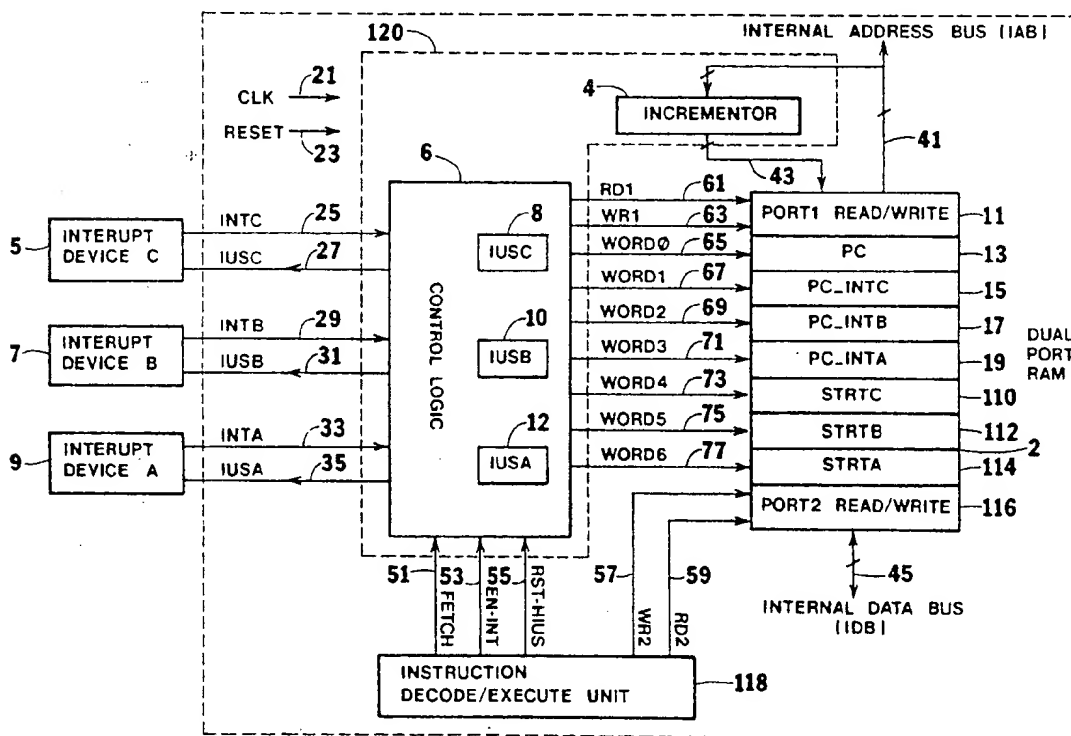 INTERNAL ADDRESS BUS (IAB)
120
21
CLK
4
INCREMENTOR
RESET
23
6
43
41
RD1
61
PORT1 READ/WRITE
11
INTC
25
8
WR1
63
5
INTERUPT
DEVICE C
IUSC
27
IUSC
WORD0
65
PC
13
WORD1
67
PC_INTC
15
INTB
29
10
WORD2
69
PC_INTB
17
7
INTERUPT
DEVICE B
IUSB
31
CONTROL LOGIC
IUSB
WORD3
71
PC_INTA
19
DUAL
PORT
RAM
WORD4
73
STRTC
110
INTA
33
12
WORD5
75
STRTB
112
2
9
INTERUPT
DEVICE A
IUSA
35
IUSA
WORD6
77
STRTA
114
PORT2 READ/WRITE
116
51
53
55
57
59
45
FETCH
EN-INT
RST-HIUS
WR2
RD2
INTERNAL DATA BUS
(IDB)
INSTRUCTION
DECODE/EXECUTE UNIT
118